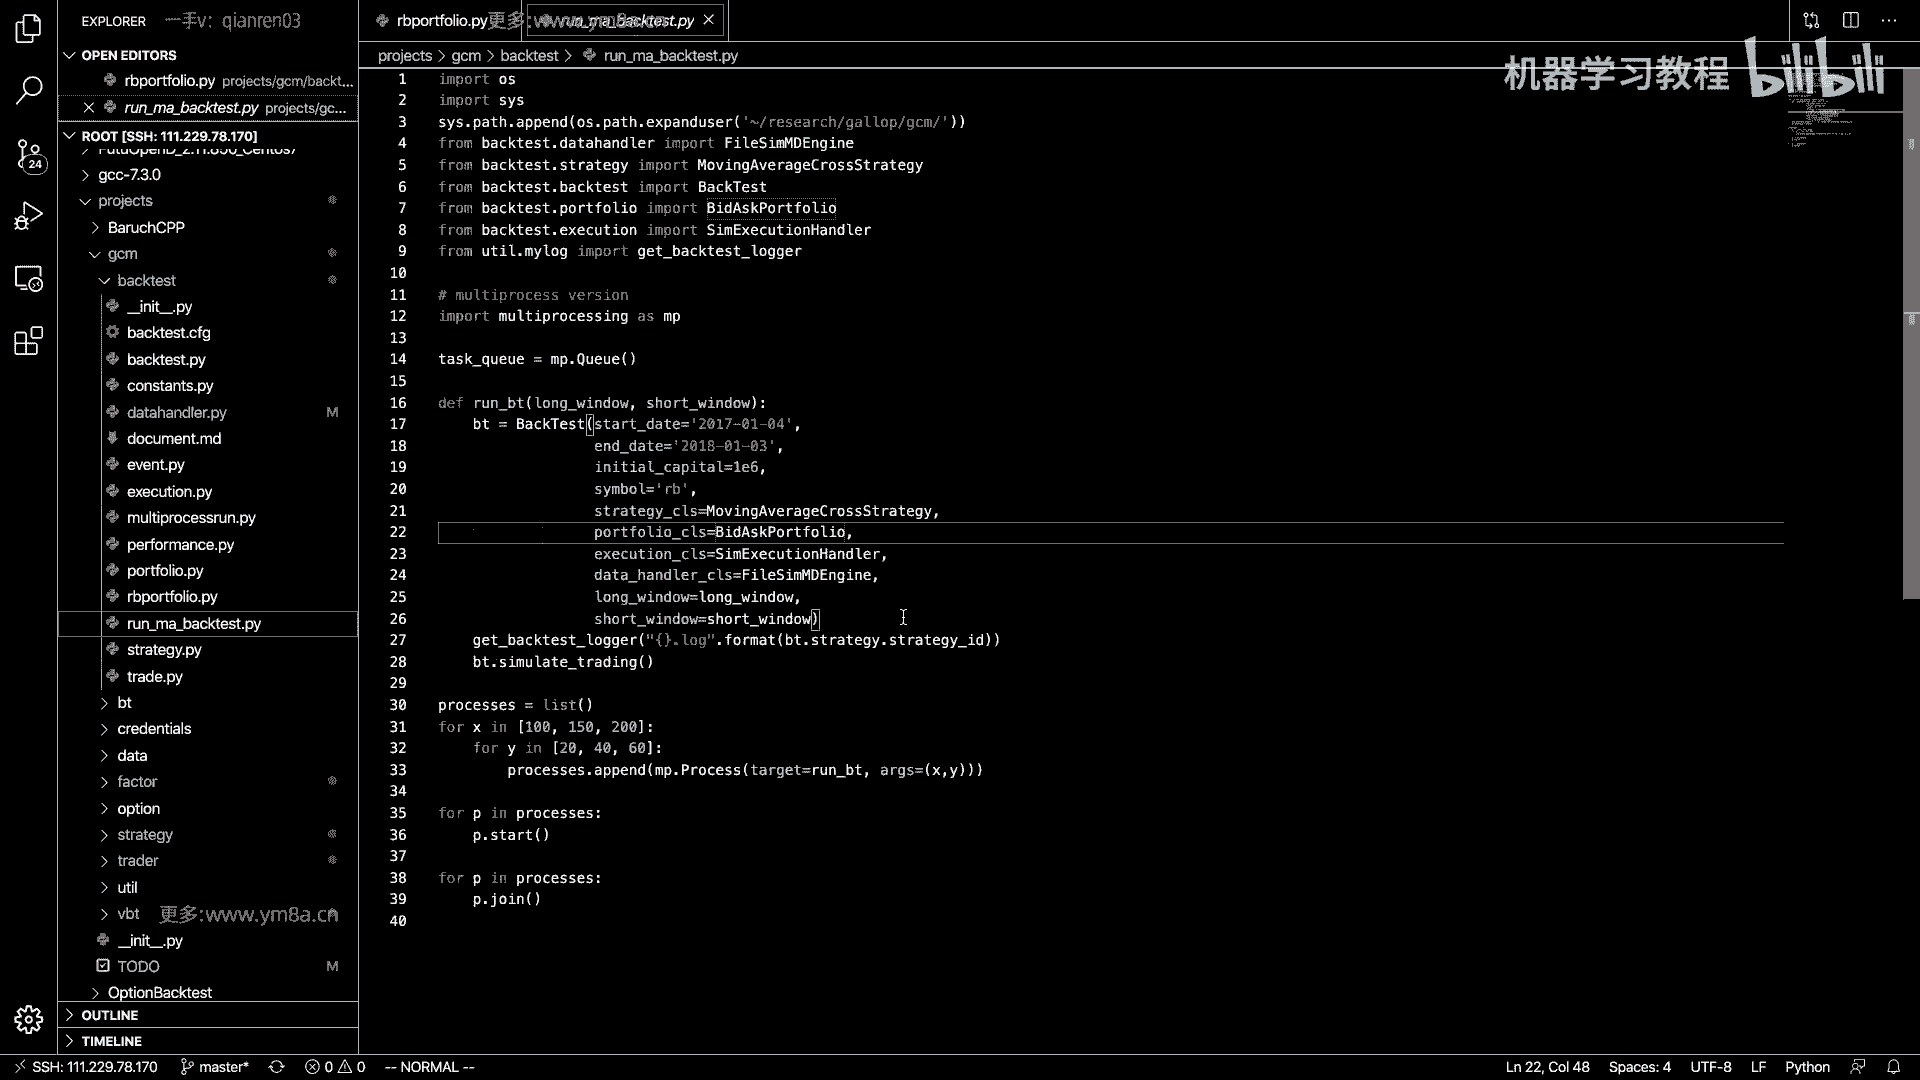 EXPLORER
一手v: qianren03
OPEN EDITORS
rbportfolio.py projects/gcm/backt...
run_ma_backtest.py projects/gc...
ROOT [SSH: 111.229.78.170]
gcc-7.3.0
projects
BaruchCPP
gcm
backtest
__init__.py
backtest.cfg
backtest.py
constants.py
datahandler.py M
document.md
event.py
execution.py
multiprocessrun.py
performance.py
portfolio.py
rbportfolio.py
run_ma_backtest.py
strategy.py
trade.py
bt
credentials
data
factor
option
strategy
trader
util
vbt
更多:www.ym8a.cn
__init__.py
TODO M
OptionBacktest
OUTLINE
TIMELINE
24
rbportfolio.py
run_ma_backtest.py
更多:www.ym8a.cn
projects > gcm > backtest > run_ma_backtest.py
机器学习教程 bilibili
1 import os
2 import sys
3 sys.path.append(os.path.expanduser('~/research/gallop/gcm/'))
4 from backtest.datahandler import FileSimMDEngine
5 from backtest.strategy import MovingAverageCrossStrategy
6 from backtest.backtest import BackTest
7 from backtest.portfolio import BidAskPortfolio
8 from backtest.execution import SimExecutionHandler
9 from util.mylog import get_backtest_logger
10
11 # multiprocess version
12 import multiprocessing as mp
13
14 task_queue = mp.Queue()
15
16 def run_bt(long_window, short_window):
17 bt = BackTest(start_date='2017-01-04',
18 end_date='2018-01-03',
19 initial_capital=1e6,
20 symbol='rb',
21 strategy_cls=MovingAverageCrossStrategy,
22 portfolio_cls=BidAskPortfolio,
23 execution_cls=SimExecutionHandler,
24 data_handler_cls=FileSimMDEngine,
25 long_window=long_window,
26 short_window=short_window)
27 get_backtest_logger("{}.log".format(bt.strategy.strategy_id))
28 bt.simulate_trading()
29
30 processes = list()
31 for x in [100, 150, 200]:
32 for y in [20, 40, 60]:
33 processes.append(mp.Process(target=run_bt, args=(x,y)))
34
35 for p in processes:
36 p.start()
37
38 for p in processes:
39 p.join()
40
SSH: 111.229.78.170 master* 0 0 -- NORMAL -- Ln 22, Col 48 Spaces: 4 UTF-8 LF Python